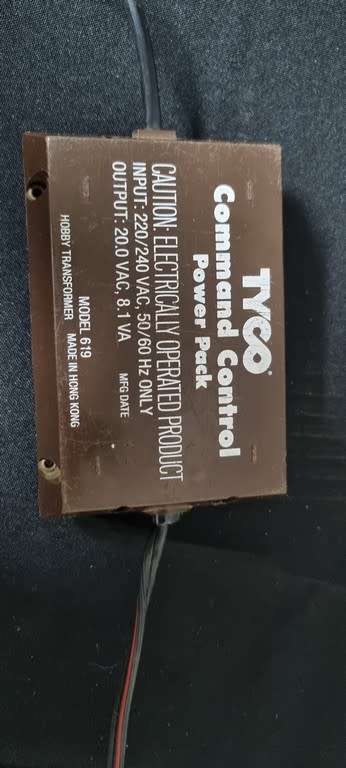 TYCO®
Command Control
Power Pack
CAUTION: ELECTRICALLY OPERATED PRODUCT
INPUT: 220/240 VAC, 50/60 Hz ONLY
OUTPUT: 20.0 VAC, 8.1 VA
MFG DATE
MODEL 619
HOBBY TRANSFORMER MADE IN HONG KONG